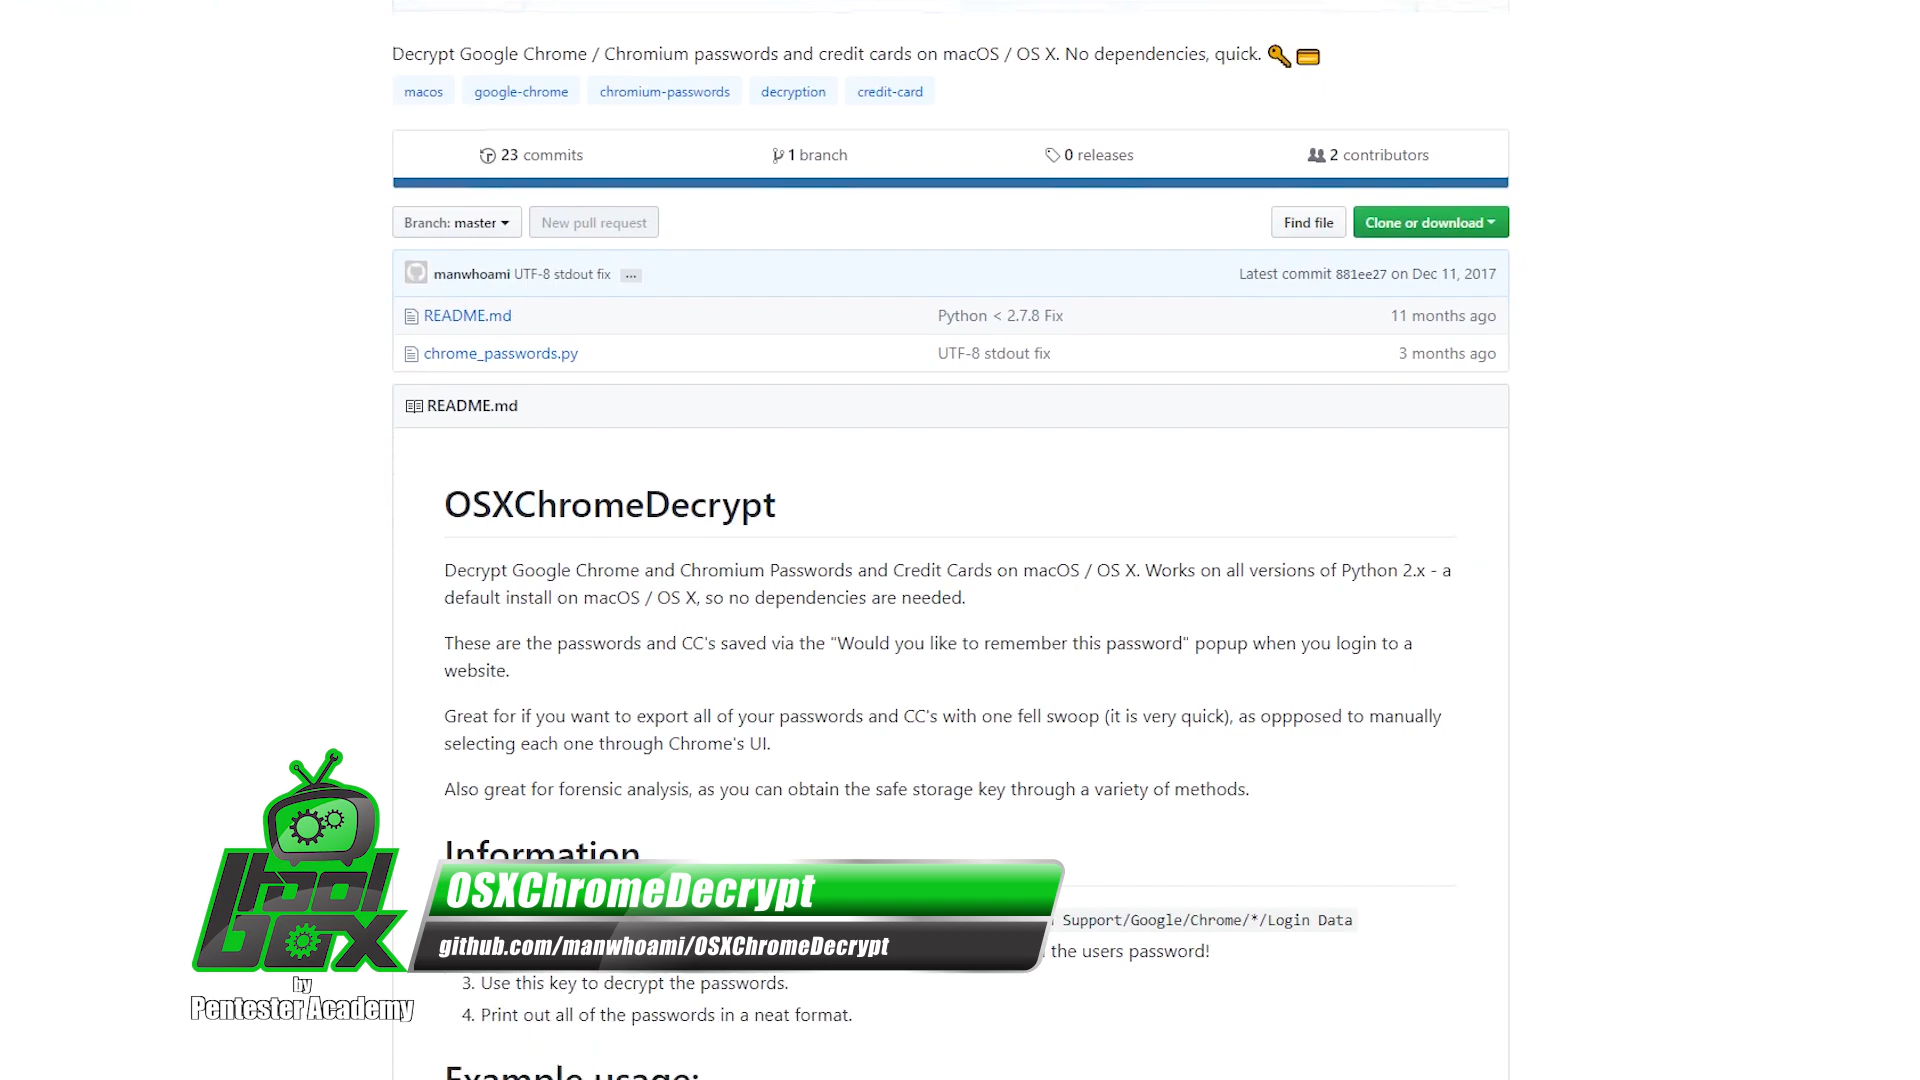 Decrypt Google Chrome / Chromium passwords and credit cards on macOS / OS X. No dependencies, quick.
macos google-chrome chromium-passwords decryption credit-card
23 commits 1 branch 0 releases 2 contributors
Branch: master New pull request Find file Clone or download
manwhoami UTF-8 stdout fix ... Latest commit 881ee27 on Dec 11, 2017
README.md Python < 2.7.8 Fix 11 months ago
chrome_passwords.py UTF-8 stdout fix 3 months ago
README.md
OSXChromeDecrypt
Decrypt Google Chrome and Chromium Passwords and Credit Cards on macOS / OS X. Works on all versions of Python 2.x - a
default install on macOS / OS X, so no dependencies are needed.
These are the passwords and CC's saved via the "Would you like to remember this password" popup when you login to a
website.
Great for if you want to export all of your passwords and CC's with one fell swoop (it is very quick), as oppposed to manually
selecting each one through Chrome's UI.
Also great for forensic analysis, as you can obtain the safe storage key through a variety of methods.
Information
OSXChromeDecrypt
Support/Google/Chrome/*/Login Data
github.com/manwhoami/OSXChromeDecrypt
the users password!
3. Use this key to decrypt the passwords.
4. Print out all of the passwords in a neat format.
Tool
Box
by
Pentester Academy
Example usage: